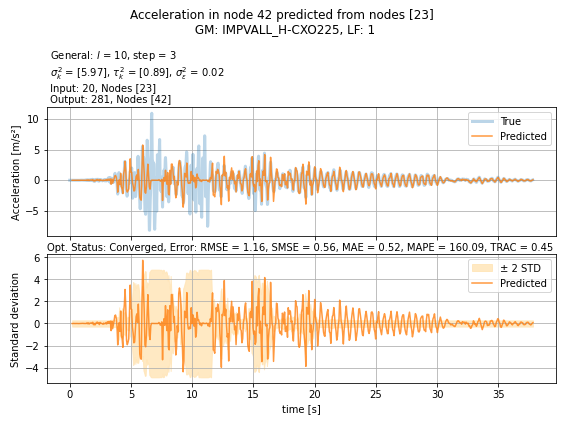 Acceleration in node 42 predicted from nodes [23]
GM: IMPVALL_H-CXO225, LF: 1
General: l = 10, step = 3
σ²ₖ = [5.97], τ²ₖ = [0.89], σ²ε = 0.02
Input: 20, Nodes [23]
Output: 281, Nodes [42]
Acceleration [m/s²]
10
5
0
−5
True
Predicted
Opt. Status: Converged, Error: RMSE = 1.16, SMSE = 0.56, MAE = 0.52, MAPE = 160.09, TRAC = 0.45
Standard deviation
6
4
2
0
−2
−4
± 2 STD
Predicted
0 5 10 15 20 25 30 35
time [s]